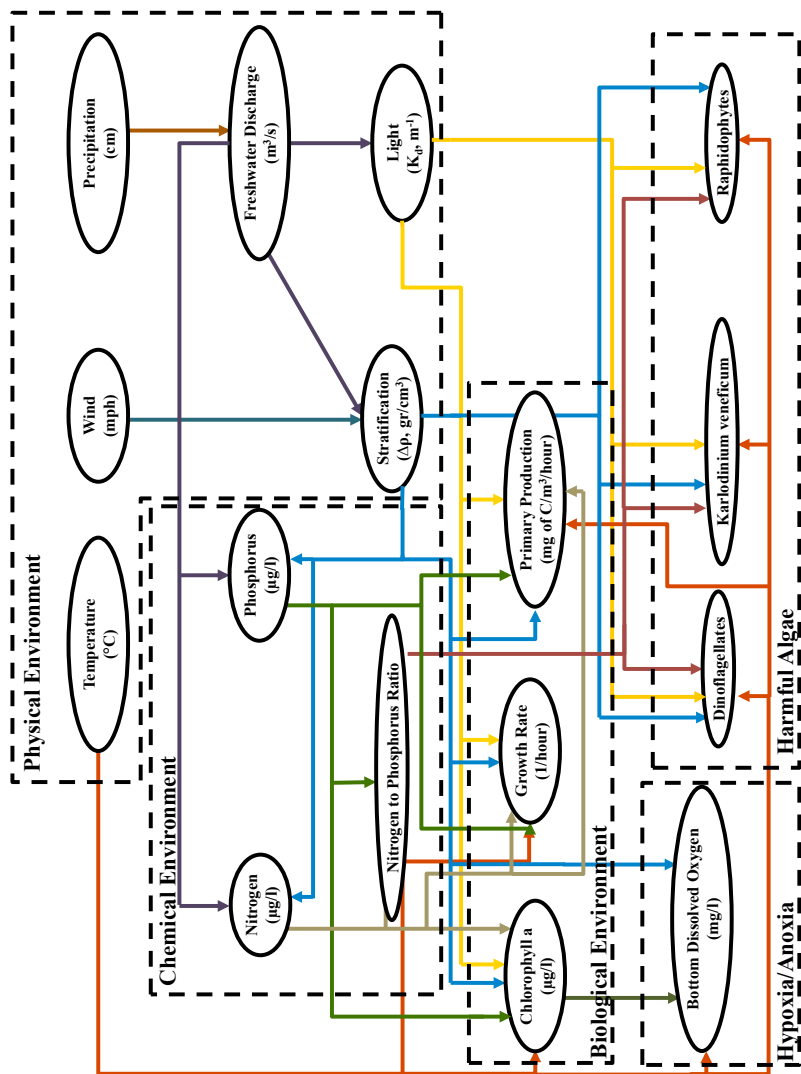 Physical Environment
Temperature
(°C)
Wind
(mph)
Precipitation
(cm)
Freshwater Discharge
(m³/s)
Stratification
(Δρ, gr/cm³)
Light
(Kd, m⁻¹)
Chemical Environment
Nitrogen
(μg/l)
Phosphorus
(μg/l)
Nitrogen to Phosphorus Ratio
Chlorophyll a
(μg/l)
Growth Rate
(1/hour)
Primary Production
(mg of C/m³/hour)
Biological Environment
Bottom Dissolved Oxygen
(mg/l)
Hypoxia/Anoxia
Dinoflagellates
Karlodinium veneficum
Raphidophytes
Harmful Algae